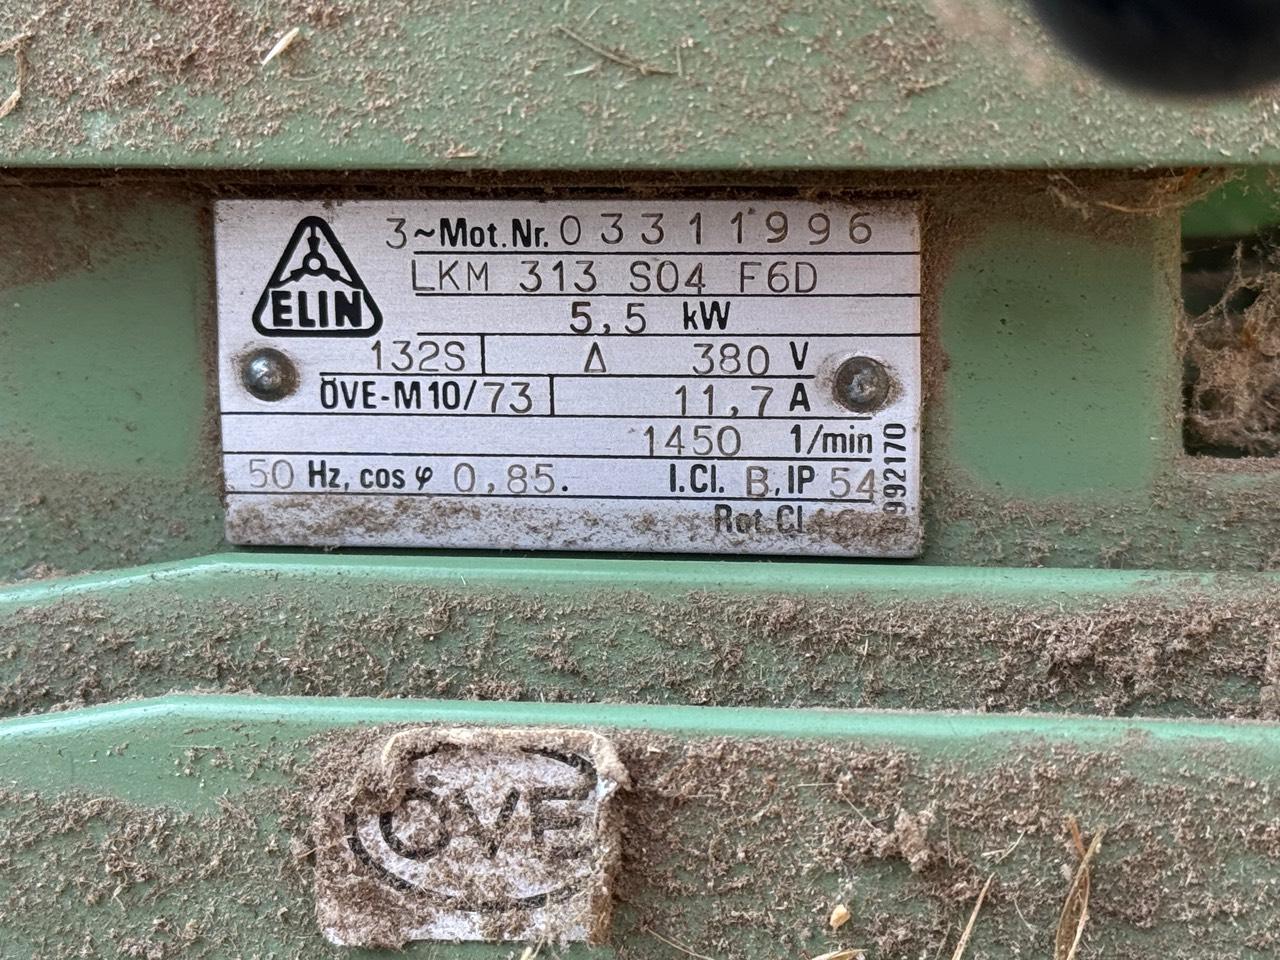 3~Mot.Nr. 03311996
ELIN
LKM 313 S04 F6D
5,5 kW
132S Δ 380 V
ÖVE-M10/73 11,7 A
1450 1/min
50 Hz, cos φ 0,85. I.Cl. B, IP 54
Rot.Cl.
992170
ÖVE